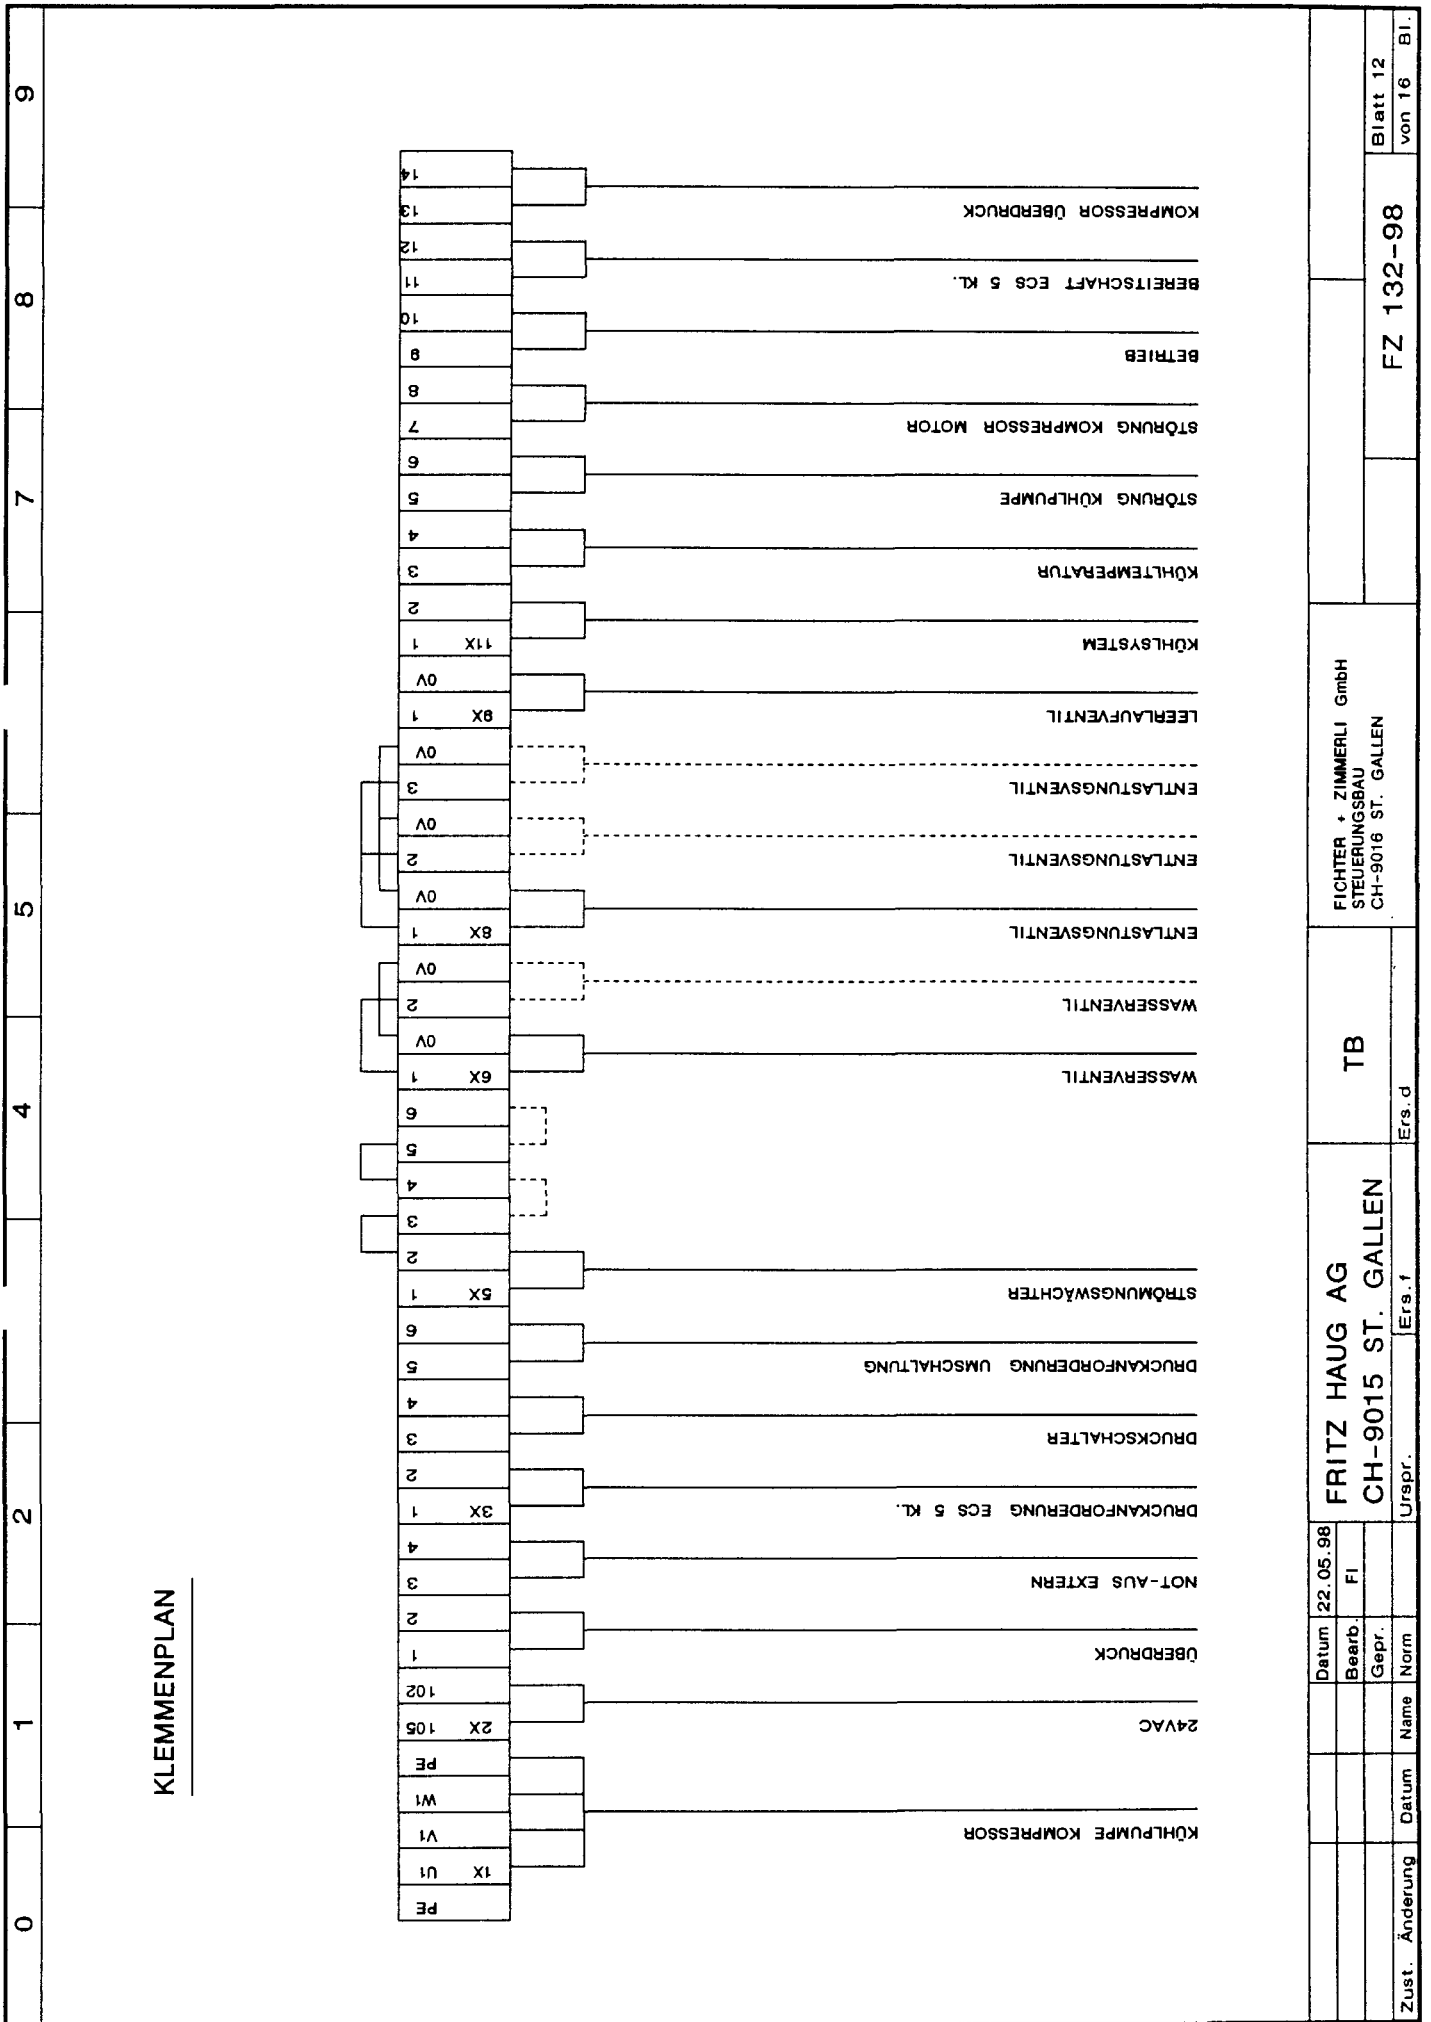 0 1 2 4 5 7 8 9
KLEMMENPLAN
PE
1X U1
V1
W1
PE
KÜHLPUMPE KOMPRESSOR
2X 105
102
24VAC
1
2
ÜBERDRUCK
3
4
NOT-AUS EXTERN
3X 1
2
DRUCKANFORDERUNG ECS 5 KL.
3
4
DRUCKSCHALTER
5
6
DRUCKANFORDERUNG UMSCHALTUNG
5X 1
2
STRÖMUNGSWÄCHTER
3
4
5
6
6X 1
0V
WASSERVENTIL
2
0V
WASSERVENTIL
8X 1
0V
ENTLASTUNGSVENTIL
2
0V
ENTLASTUNGSVENTIL
3
0V
ENTLASTUNGSVENTIL
9X 1
0V
LEERLAUFVENTIL
11X 1
2
KÜHLSYSTEM
3
4
KÜHLTEMPERATUR
5
6
STÖRUNG KÜHLPUMPE
7
8
STÖRUNG KOMPRESSOR MOTOR
9
10
BETRIEB
11
12
BEREITSCHAFT ECS 5 KL.
13
14
KOMPRESSOR ÜBERDRUCK
Datum 22.05.98
Bearb. FI
Gepr.
Zust. Änderung Datum Name Norm
FRITZ HAUG AG
CH-9015 ST. GALLEN
Urspr. Ers.f Ers.d
TB
FICHTER + ZIMMERLI GmbH
STEUERUNGSBAU
CH-9016 ST. GALLEN
FZ 132-98
Blatt 12
von 16 Bl.